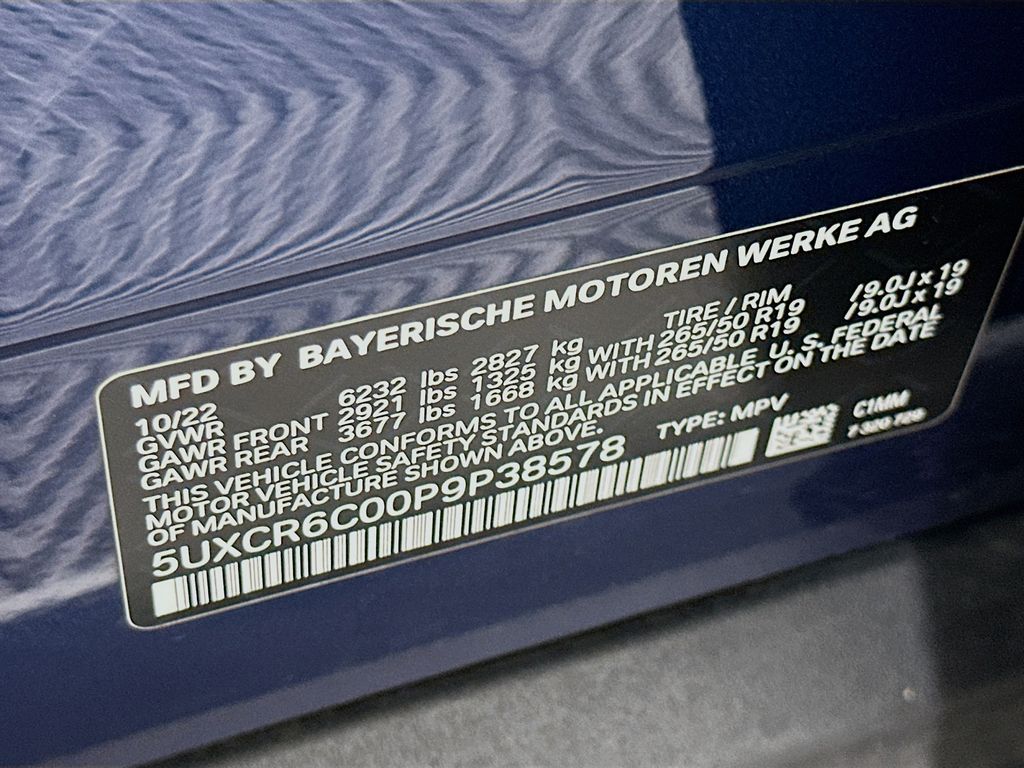 MFD BY BAYERISCHE MOTOREN WERKE AG
10/22 TIRE / RIM
GVWR 6232 lbs 2827 kg
GAWR FRONT 2921 lbs 1325 kg WITH 265/50 R19 /9.0J x 19
GAWR REAR 3677 lbs 1668 kg WITH 265/50 R19 /9.0J x 19
THIS VEHICLE CONFORMS TO ALL APPLICABLE U. S. FEDERAL
MOTOR VEHICLE SAFETY STANDARDS IN EFFECT ON THE DATE
OF MANUFACTURE SHOWN ABOVE.
5UXCR6C00P9P38578 TYPE: MPV C1MM